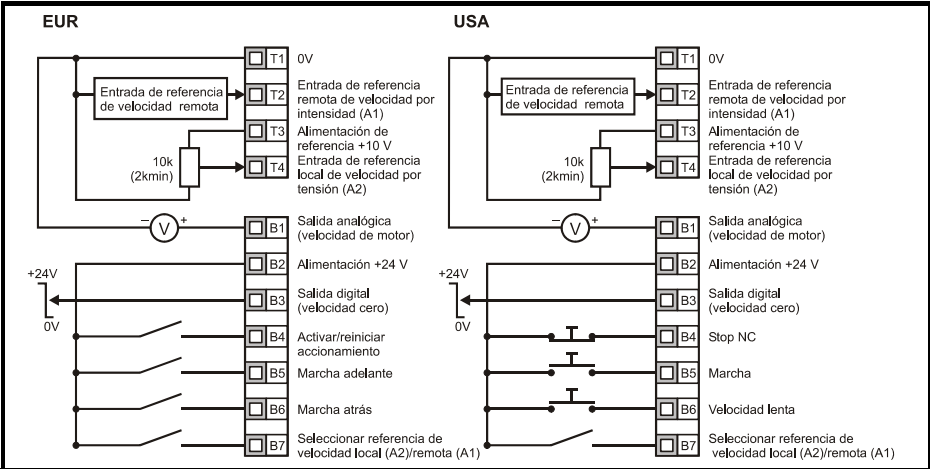 EUR
T1 0V
Entrada de referencia
de velocidad remota
T2 Entrada de referencia
remota de velocidad por
intensidad (A1)
T3 Alimentación de
referencia +10 V
10k
(2kmin)
T4 Entrada de referencia
local de velocidad por
tensión (A2)
− V +
B1 Salida analógica
(velocidad de motor)
B2 Alimentación +24 V
+24V
0V
B3 Salida digital
(velocidad cero)
B4 Activar/reiniciar
accionamiento
B5 Marcha adelante
B6 Marcha atrás
B7 Seleccionar referencia de
velocidad local (A2)/remota (A1)
USA
T1 0V
Entrada de referencia
de velocidad remota
T2 Entrada de referencia
remota de velocidad por
intensidad (A1)
T3 Alimentación de
referencia +10 V
10k
(2kmin)
T4 Entrada de referencia
local de velocidad por
tensión (A2)
− V +
B1 Salida analógica
(velocidad de motor)
B2 Alimentación +24 V
+24V
0V
B3 Salida digital
(velocidad cero)
B4 Stop NC
B5 Marcha
B6 Velocidad lenta
B7 Seleccionar referencia de
velocidad local (A2)/remota (A1)